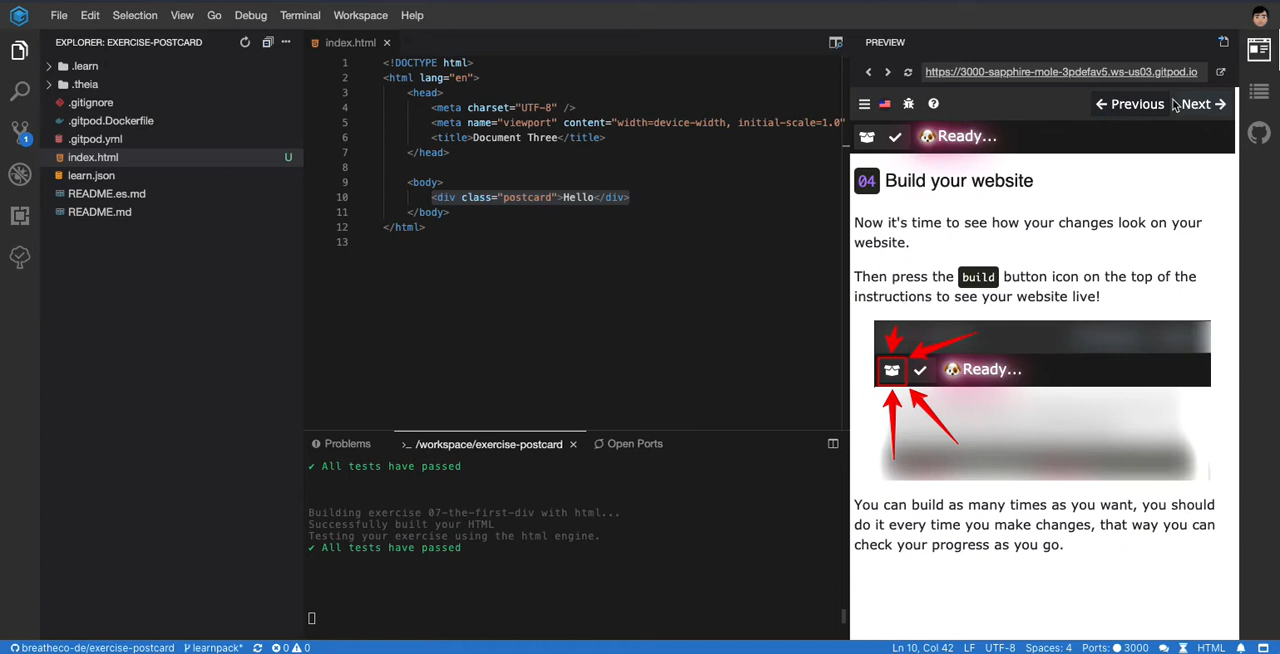 File Edit Selection View Go Debug Terminal Workspace Help
EXPLORER: EXERCISE-POSTCARD
.learn
.theia
.gitignore
.gitpod.Dockerfile
.gitpod.yml
index.html U
learn.json
README.es.md
README.md
1
index.html
1 <!DOCTYPE html>
2 <html lang="en">
3 <head>
4 <meta charset="UTF-8" />
5 <meta name="viewport" content="width=device-width, initial-scale=1.0"
6 <title>Document Three</title>
7 </head>
8
9 <body>
10 <div class="postcard">Hello</div>
11 </body>
12 </html>
13
Problems >_ /workspace/exercise-postcard Open Ports
✔ All tests have passed
Building exercise 07-the-first-div with html...
Successfully built your HTML
Testing your exercise using the html engine.
✔ All tests have passed
PREVIEW
https://3000-sapphire-mole-3pdefav5.ws-us03.gitpod.io
← Previous Next →
🐶Ready...
04 Build your website
Now it's time to see how your changes look on your
website.
Then press the build button icon on the top of the
instructions to see your website live!
🐶Ready...
You can build as many times as you want, you should
do it every time you make changes, that way you can
check your progress as you go.
breatheco-de/exercise-postcard learnpack* 0 0 Ln 10, Col 42 LF UTF-8 Spaces: 4 Ports: 3000 HTML